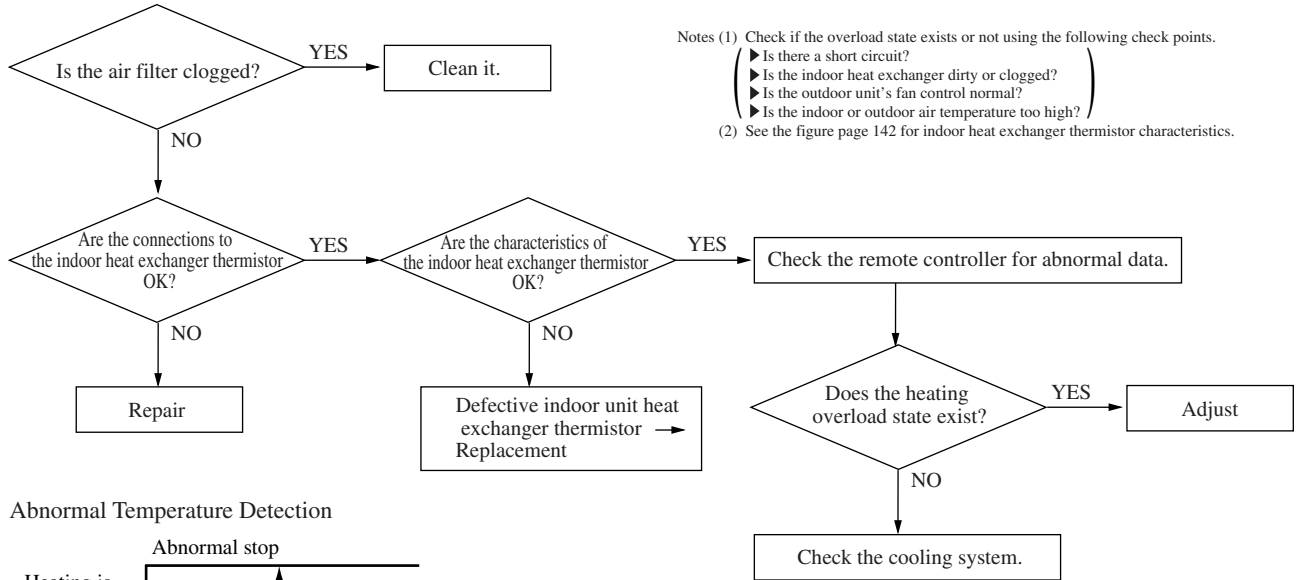 Is the air filter clogged?
YES
Clean it.
NO
Notes (1) Check if the overload state exists or not using the following check points.
▶ Is there a short circuit?
▶ Is the indoor heat exchanger dirty or clogged?
▶ Is the outdoor unit's fan control normal?
▶ Is the indoor or outdoor air temperature too high?
(2) See the figure page 142 for indoor heat exchanger thermistor characteristics.
Are the connections to
the indoor heat exchanger thermistor
OK?
YES
NO
Repair
Are the characteristics of
the indoor heat exchanger thermistor
OK?
YES
NO
Defective indoor unit heat
exchanger thermistor →
Replacement
Check the remote controller for abnormal data.
Does the heating
overload state exist?
YES
Adjust
NO
Check the cooling system.
Abnormal Temperature Detection
Abnormal stop
Heating is